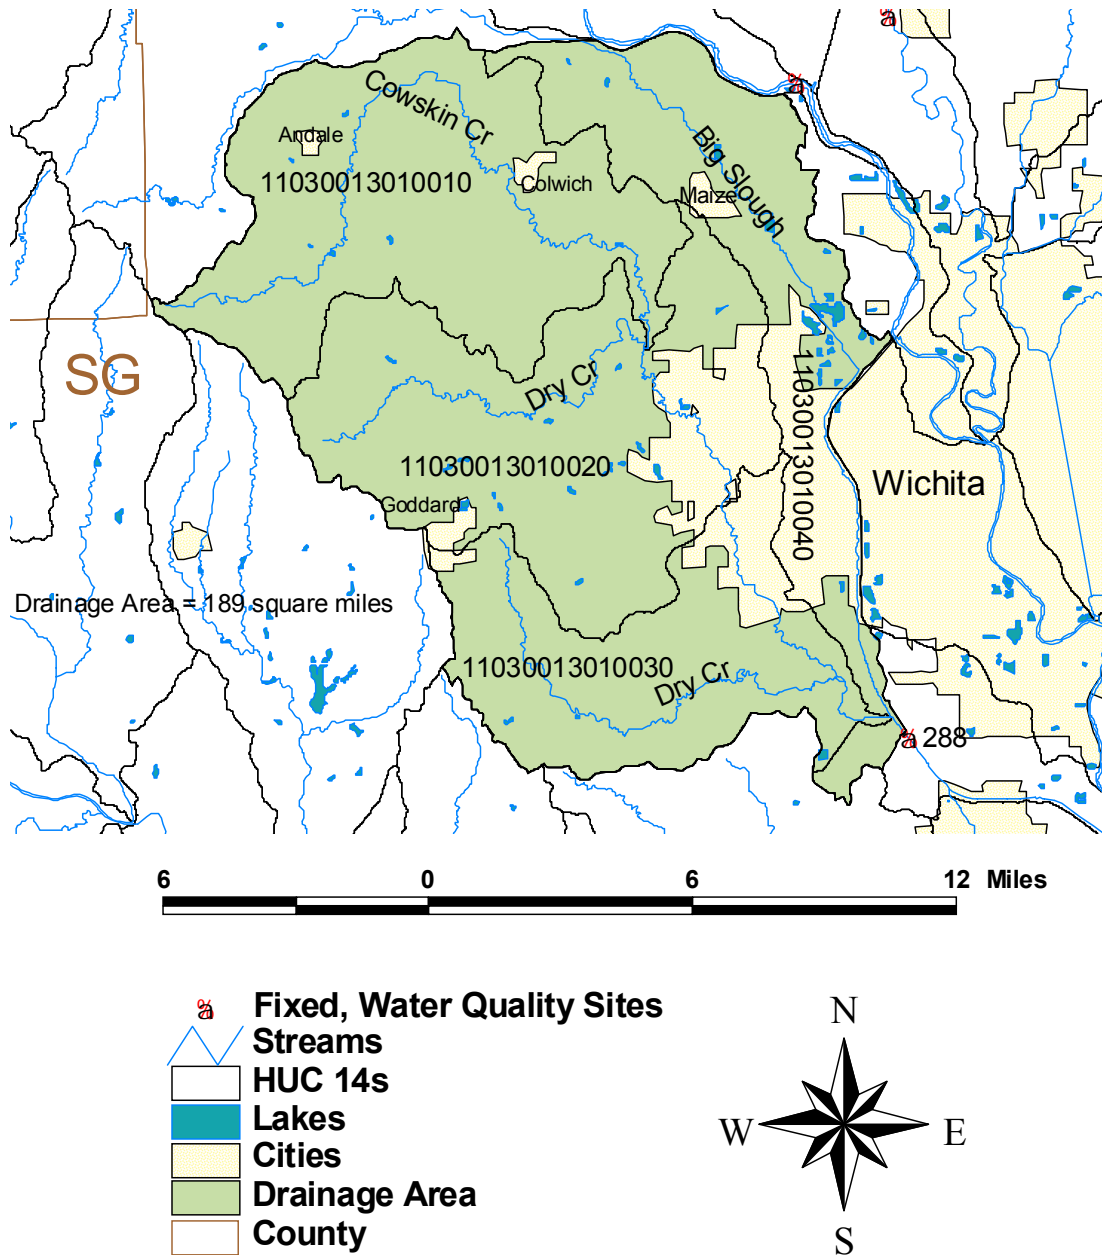 Cowskin Cr
Andale
11030013010010
Colwich
Big Slough
Maize
SG
Dry Cr
11030013010020
11030013010040
Wichita
Goddard
Drainage Area = 189 square miles
11030013010030
Dry Cr
288
6 0 6 12 Miles
Fixed, Water Quality Sites
Streams
HUC 14s
Lakes
Cities
Drainage Area
County
N
W E
S